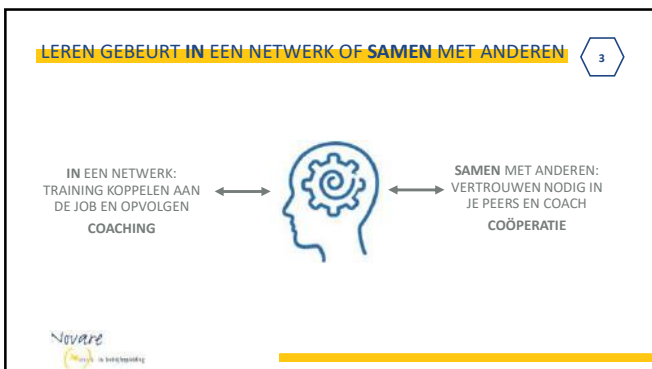 LEREN GEBEURT IN EEN NETWERK OF SAMEN MET ANDEREN
3
IN EEN NETWERK:
TRAINING KOPPELEN AAN
DE JOB EN OPVOLGEN
COACHING
SAMEN MET ANDEREN:
VERTROUWEN NODIG IN
JE PEERS EN COACH
COÖPERATIE
Novare